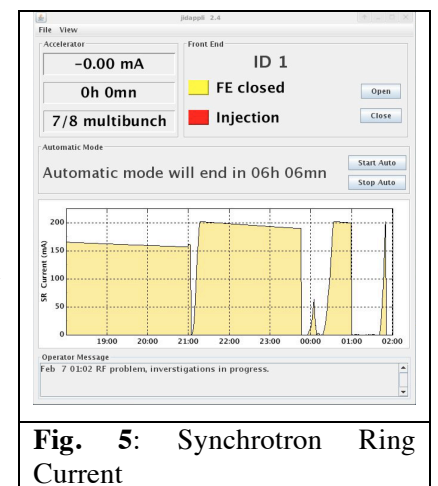 jidappli 2.4
File View
Accelerator
-0.00 mA
0h 0mn
7/8 multibunch
Front End
ID 1
FE closed
Injection
Open
Close
Automatic Mode
Automatic mode will end in 06h 06mn
Start Auto
Stop Auto
SR Current (mA)
200
150
100
50
0
19:00 20:00 21:00 22:00 23:00 00:00 01:00 02:00
Operator Message
Feb 7 01:02 RF problem, inverstigations in progress.
Fig. 5: Synchrotron Ring
Current